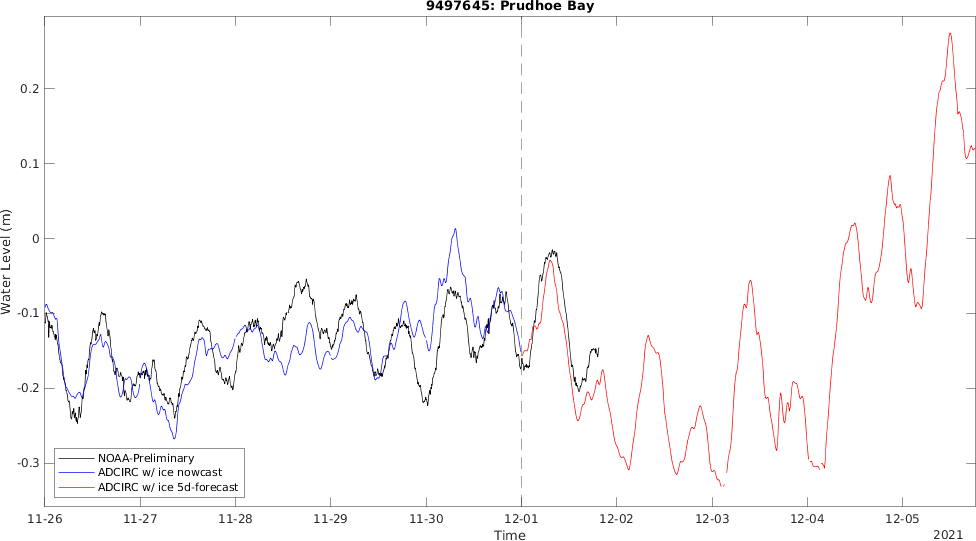 9497645: Prudhoe Bay
0.2
0.1
0
-0.1
-0.2
-0.3
Water Level (m)
NOAA-Preliminary
ADCIRC w/ ice nowcast
ADCIRC w/ ice 5d-forecast
11-26 11-27 11-28 11-29 11-30 12-01 12-02 12-03 12-04 12-05
Time
2021